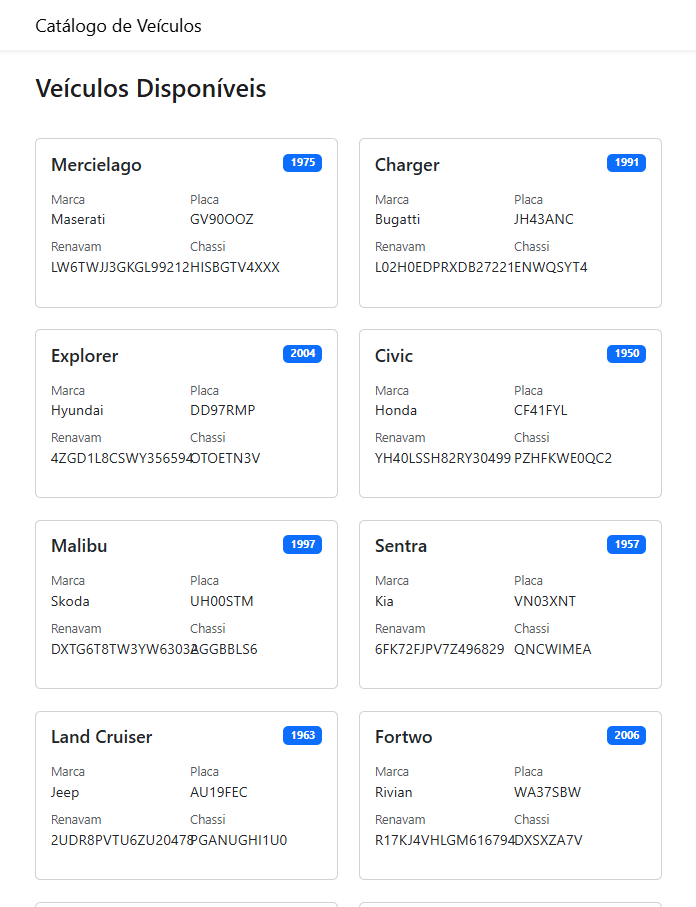 Catálogo de Veículos
Veículos Disponíveis
Mercielago 1975
Marca Placa
Maserati GV90OOZ
Renavam Chassi
LW6TWJJ3GKGL99212 HISBGTV4XXX
Charger 1991
Marca Placa
Bugatti JH43ANC
Renavam Chassi
L02H0EDPRXDB27221 ENWQSYT4
Explorer 2004
Marca Placa
Hyundai DD97RMP
Renavam Chassi
4ZGD1L8CSWY356594 OTOETN3V
Civic 1950
Marca Placa
Honda CF41FYL
Renavam Chassi
YH40LSSH82RY30499 PZHFKWE0QC2
Malibu 1997
Marca Placa
Skoda UH00STM
Renavam Chassi
DXTG6T8TW3YW63032 AGGBBLS6
Sentra 1957
Marca Placa
Kia VN03XNT
Renavam Chassi
6FK72FJPV7Z496829 QNCWIMEA
Land Cruiser 1963
Marca Placa
Jeep AU19FEC
Renavam Chassi
2UDR8PVTU6ZU20478 PGANUGHI1U0
Fortwo 2006
Marca Placa
Rivian WA37SBW
Renavam Chassi
R17KJ4VHLGM616794 DXSXZA7V